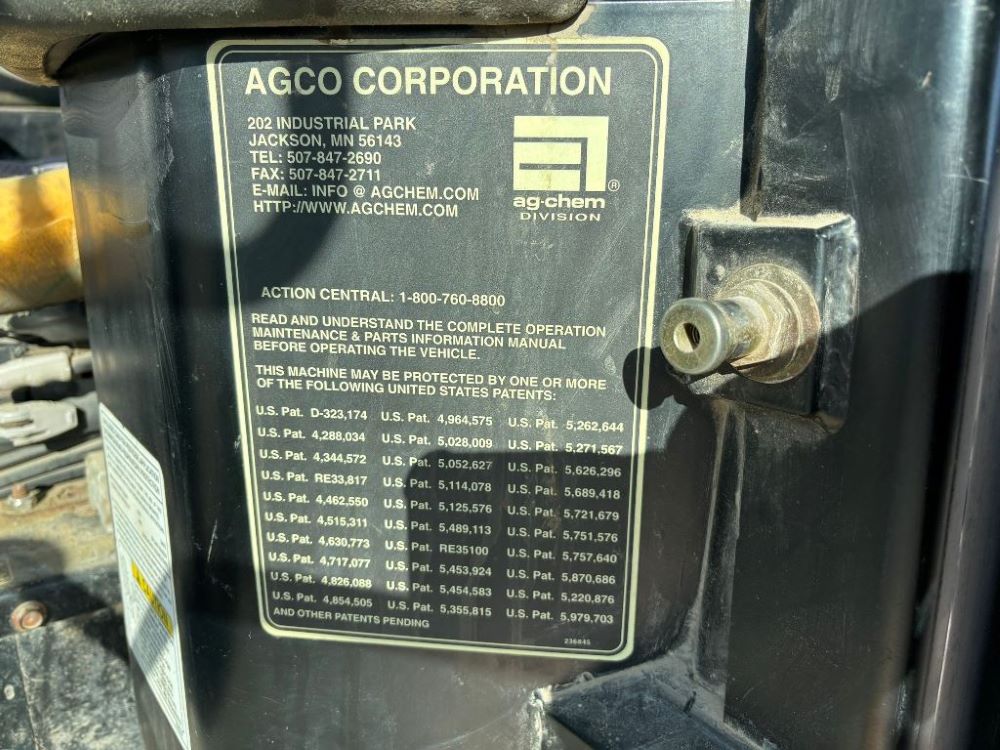 AGCO CORPORATION
202 INDUSTRIAL PARK
JACKSON, MN 56143
TEL: 507-847-2690
FAX: 507-847-2711
E-MAIL: INFO @ AGCHEM.COM
HTTP://WWW.AGCHEM.COM
®
ag-chem
DIVISION
ACTION CENTRAL: 1-800-760-8800
READ AND UNDERSTAND THE COMPLETE OPERATION
MAINTENANCE & PARTS INFORMATION MANUAL
BEFORE OPERATING THE VEHICLE.
THIS MACHINE MAY BE PROTECTED BY ONE OR MORE
OF THE FOLLOWING UNITED STATES PATENTS:
U.S. Pat. D-323,174 U.S. Pat. 4,964,575 U.S. Pat. 5,262,644
U.S. Pat. 4,288,034 U.S. Pat. 5,028,009 U.S. Pat. 5,271,567
U.S. Pat. 4,344,572 U.S. Pat. 5,052,627 U.S. Pat. 5,626,296
U.S. Pat. RE33,817 U.S. Pat. 5,114,078 U.S. Pat. 5,689,418
U.S. Pat. 4,462,550 U.S. Pat. 5,125,576 U.S. Pat. 5,721,679
U.S. Pat. 4,515,311 U.S. Pat. 5,489,113 U.S. Pat. 5,751,576
U.S. Pat. 4,630,773 U.S. Pat. RE35100 U.S. Pat. 5,757,640
U.S. Pat. 4,717,077 U.S. Pat. 5,453,924 U.S. Pat. 5,870,686
U.S. Pat. 4,826,088 U.S. Pat. 5,454,583 U.S. Pat. 5,220,876
U.S. Pat. 4,854,505 U.S. Pat. 5,355,815 U.S. Pat. 5,979,703
AND OTHER PATENTS PENDING
236845